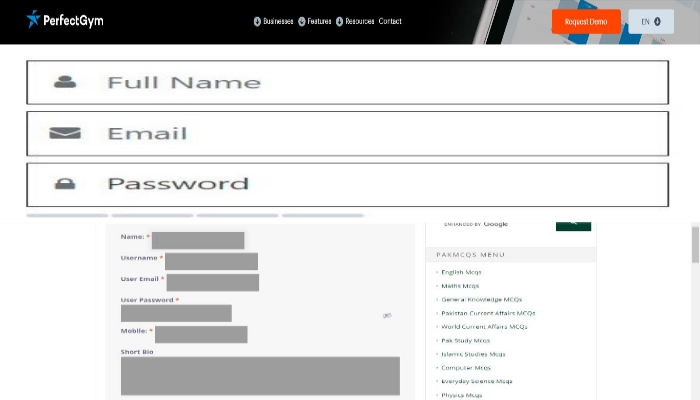 PerfectGym
Businesses Features Resources Contact
Request Demo
EN
Full Name
Email
Password
Name: *
Username *
User Email *
User Password *
Mobile: *
Short Bio
ENHANCED BY Google
PAKMCQS MENU
English Mcqs
Maths Mcqs
General Knowledge MCQs
Pakistan Current Affairs MCQs
World Current Affairs MCQs
Pak Study Mcqs
Islamic Studies Mcqs
Computer Mcqs
Everyday Science Mcqs
Physics Mcqs